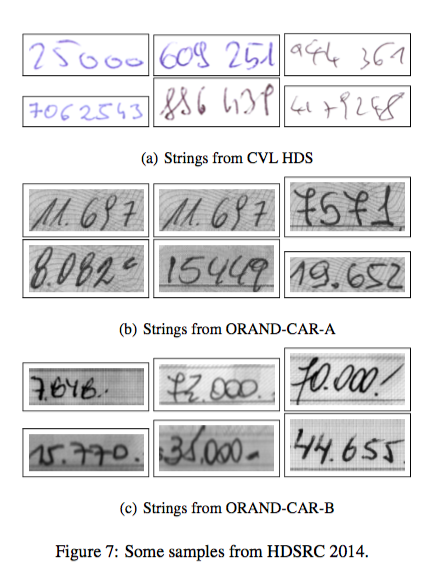 25000 609 251 944 361
7062543 886 439 4179248
(a) Strings from CVL HDS
11.697 11.697 7571
8.082 15449 19.652
(b) Strings from ORAND-CAR-A
7.648. 72.000. 70.000.
15.770. 35.000 44.655
(c) Strings from ORAND-CAR-B
Figure 7: Some samples from HDSRC 2014.